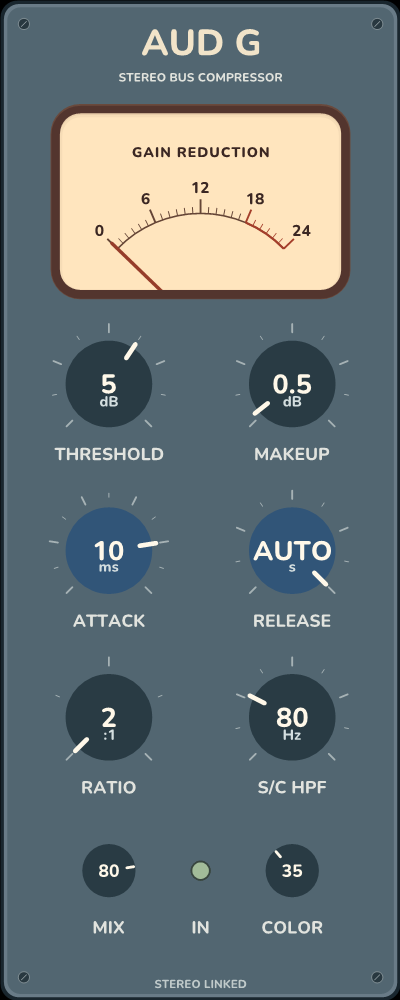 AUD G
STEREO BUS COMPRESSOR
GAIN REDUCTION
0 6 12 18 24
5 0.5
dB dB
THRESHOLD MAKEUP
10 AUTO
ms s
ATTACK RELEASE
2 80
:1 Hz
RATIO S/C HPF
80 35
MIX IN COLOR
STEREO LINKED